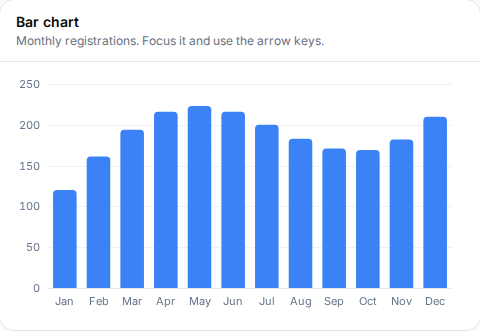 Bar chart
Monthly registrations. Focus it and use the arrow keys.
250
200
150
100
50
0
Jan Feb Mar Apr May Jun Jul Aug Sep Oct Nov Dec